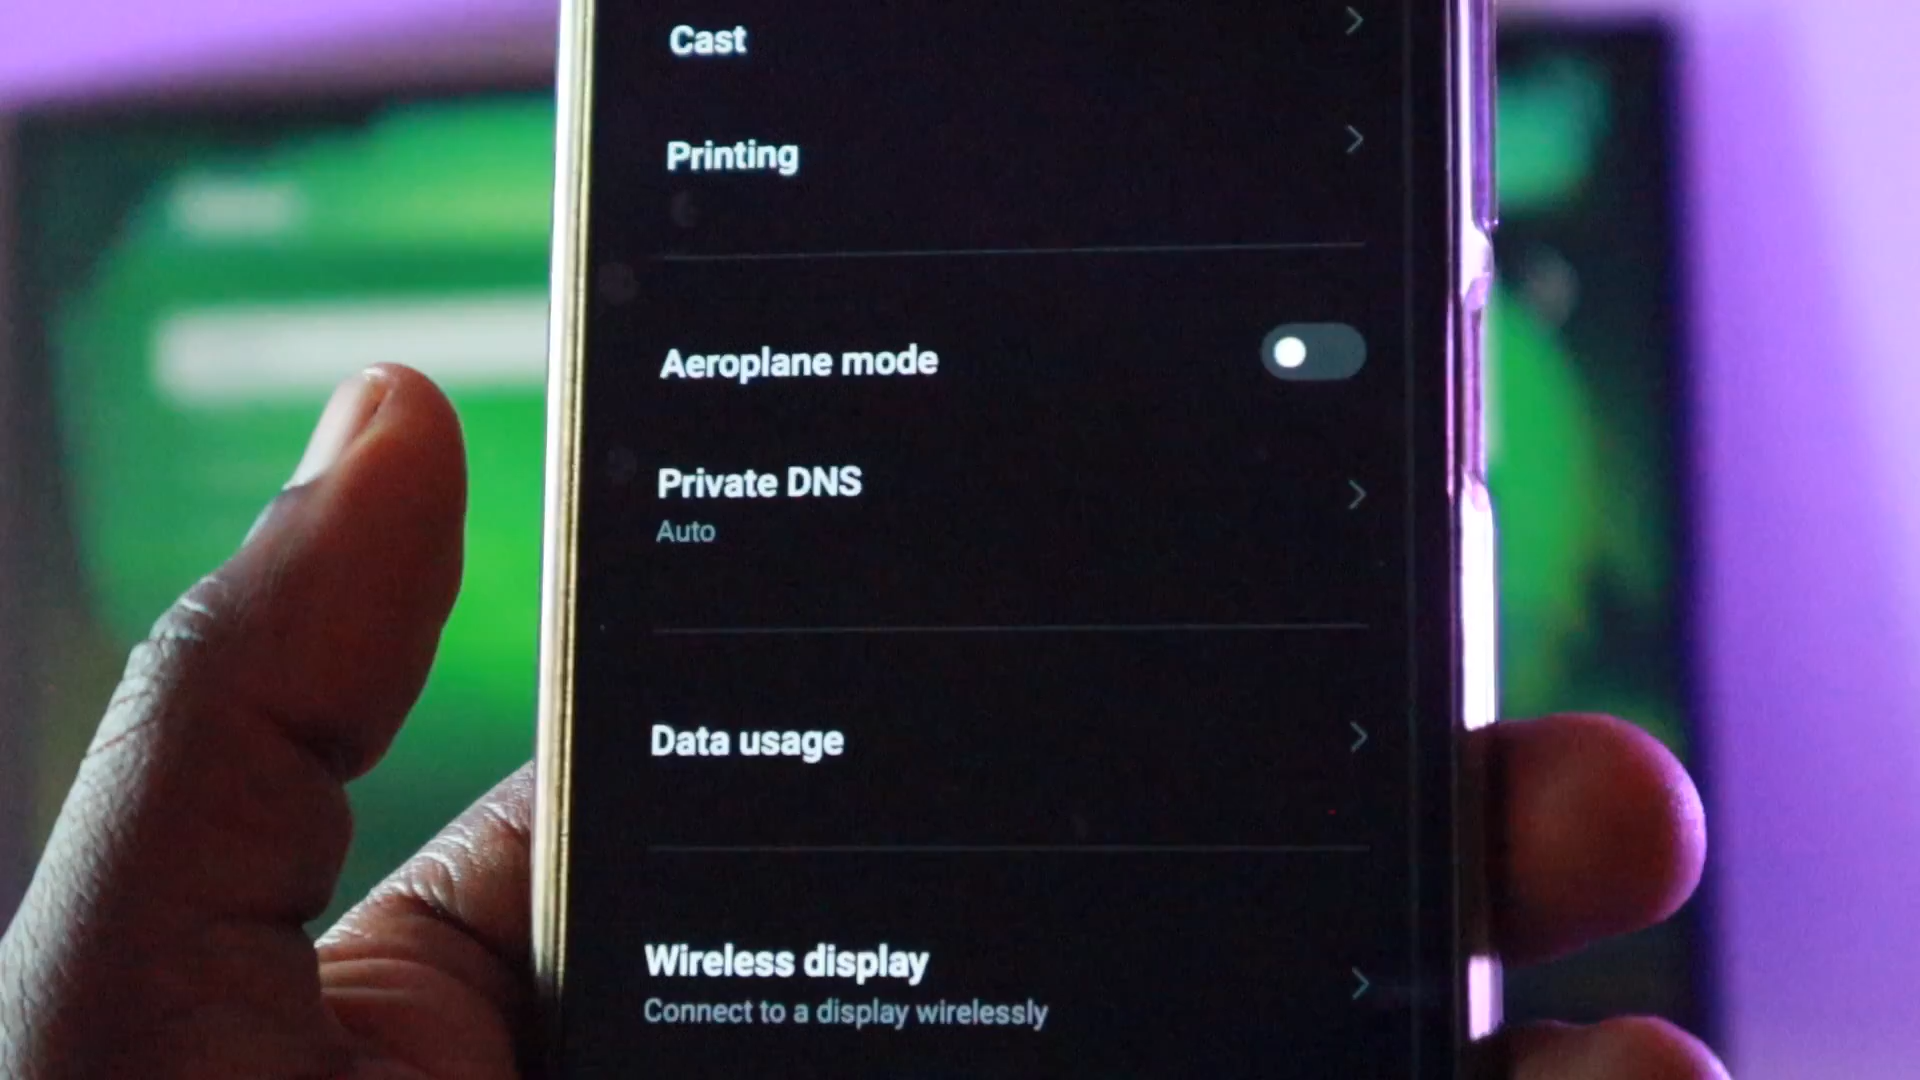 Cast
Printing
Aeroplane mode
Private DNS
Auto
Data usage
Wireless display
Connect to a display wirelessly